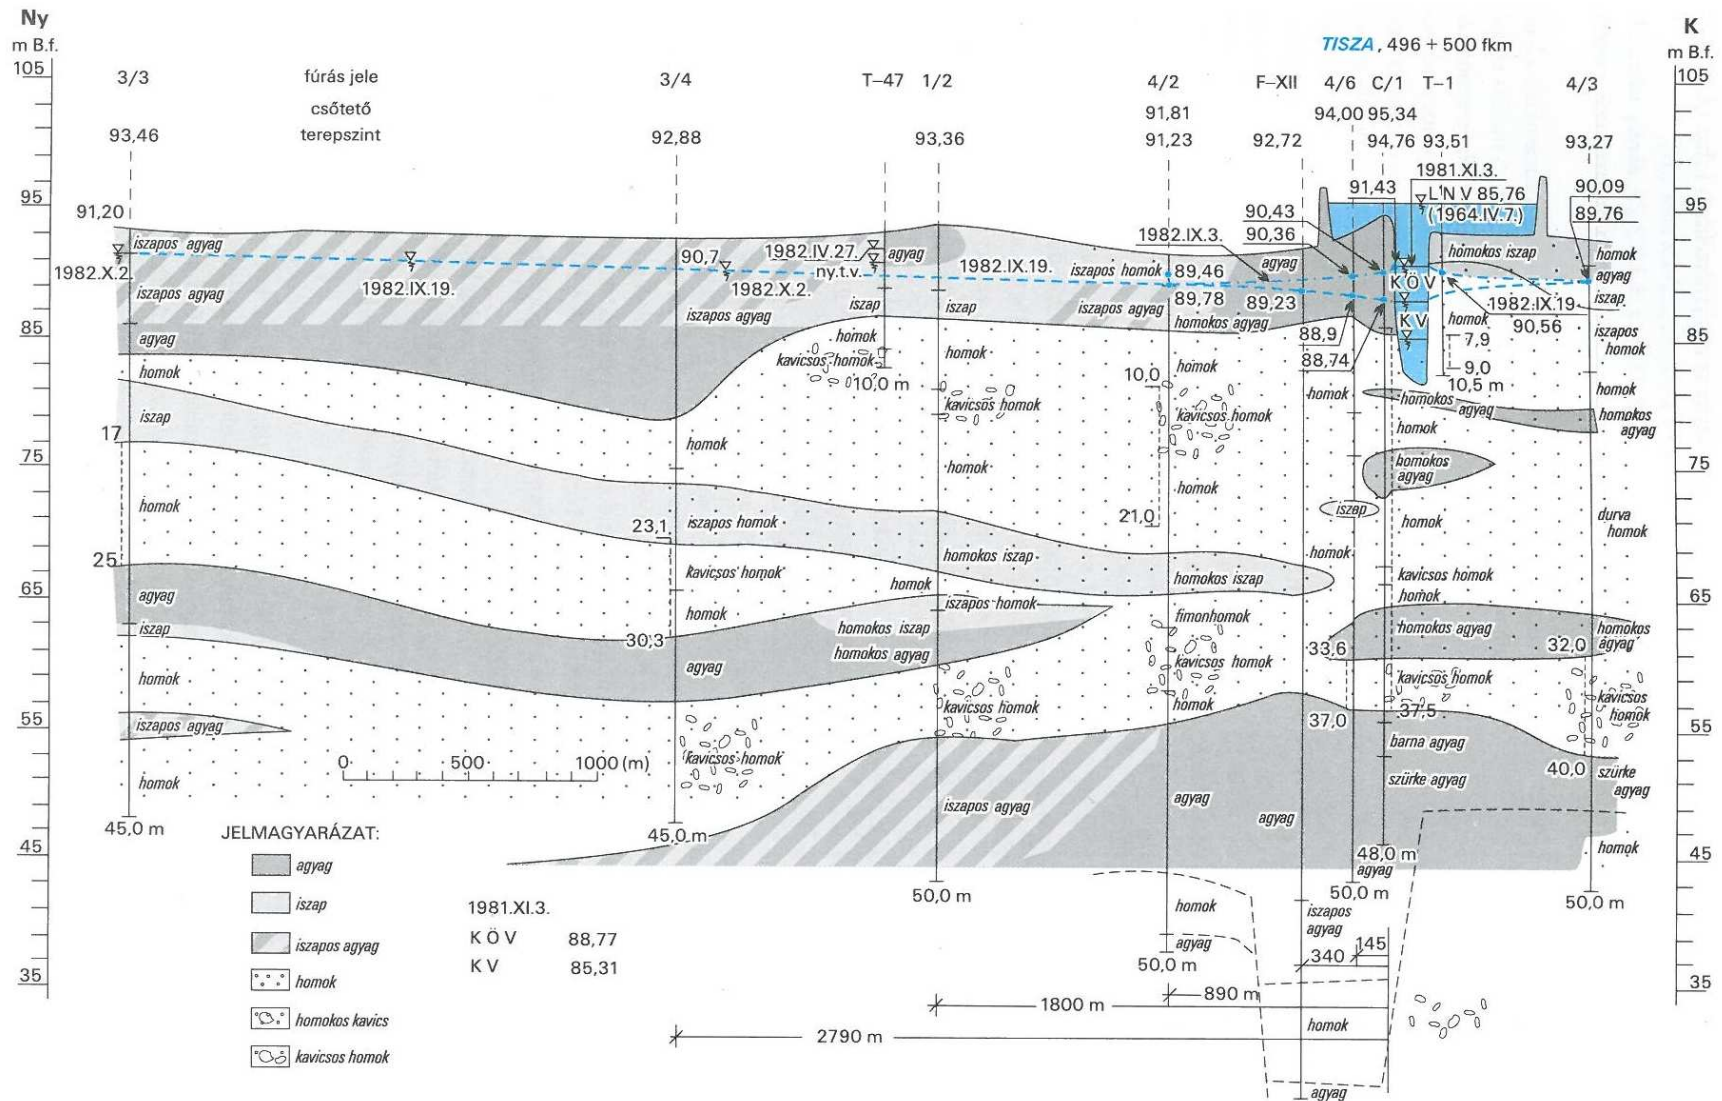 Ny
K
m B.f.
m B.f.
TISZA, 496 + 500 fkm
105
95
85
75
65
55
45
35
105
95
85
75
65
55
45
35
3/3
fúrás jele
3/4
T–47
1/2
4/2
F–XII
4/6
C/1
T–1
4/3
csőtető
91,81
94,00
95,34
93,46
terepszint
92,88
93,36
91,23
92,72
94,76
93,51
93,27
1981.XI.3.
91,43
L N V 85,76
(1964.IV.7.)
90,09
89,76
91,20
90,43
90,36
1982.IX.3.
iszapos agyag
1982.X.2.
1982.IX.19.
iszapos agyag
agyag
homok
iszap
17
homok
25
agyag
iszap
homok
iszapos agyag
homok
45,0 m
90,7
1982.X.2.
iszapos agyag
homok
23,1
iszapos homok
kavicsos homok
homok
30,3
agyag
kavicsos homok
45,0 m
1982.IV.27.
ny.t.v.
agyag
iszap
homok
kavicsos homok
10,0 m
1982.IX.19.
iszap
homok
kavicsos homok
homok
homokos iszap
homok
iszapos homok
homokos iszap
homokos agyag
kavicsos homok
iszapos agyag
50,0 m
iszapos homok
89,46
89,78
iszapos agyag
homokos agyag
homok
10,0
kavicsos homok
homok
21,0
homokos iszap
fimonhomok
kavicsos homok
homok
agyag
homok
agyag
50,0 m
agyag
89,23
agyag
iszapos agyag
homok
agyag
88,9
88,74
homok
iszap
homok
33,6
37,0
50,0 m
K Ö V
K V
homokos agyag
homok
homokos agyag
homok
kavicsos homok
homok
homokos agyag
kavicsos homok
37,5
barna agyag
szürke agyag
48,0 m
agyag
homokos iszap
1982.IX.19
90,56
homok
7,9
9,0
10,5 m
homok
agyag
iszap
iszapos homok
homok
homokos agyag
durva homok
32,0
homokos agyag
kavicsos homok
40,0
szürke agyag
homok
50,0 m
0
500
1000 (m)
340
145
890 m
1800 m
2790 m
JELMAGYARÁZAT:
agyag
iszap
iszapos agyag
homok
homokos kavics
kavicsos homok
1981.XI.3.
K Ö V 88,77
K V 85,31